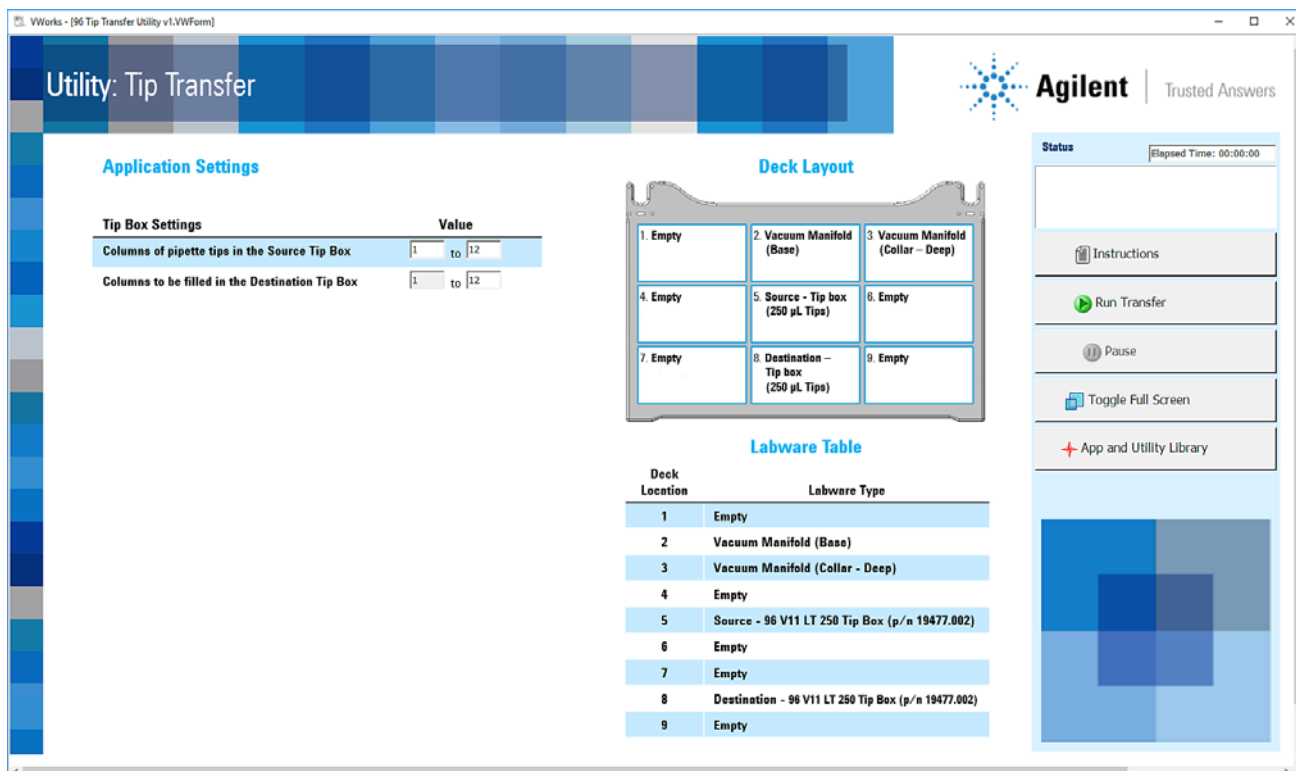 VWorks - [96 Tip Transfer Utility v1.VWForm]
Utility: Tip Transfer
Agilent
Trusted Answers
Application Settings
Tip Box Settings Value
Columns of pipette tips in the Source Tip Box 1 to 12
Columns to be filled in the Destination Tip Box 1 to 12
Deck Layout
1. Empty
2. Vacuum Manifold
(Base)
3 Vacuum Manifold
(Collar – Deep)
4. Empty
5. Source - Tip box
(250 µL Tips)
6. Empty
7. Empty
8. Destination –
Tip box
(250 µL Tips)
9. Empty
Labware Table
Deck
Location Labware Type
1 Empty
2 Vacuum Manifold (Base)
3 Vacuum Manifold (Collar - Deep)
4 Empty
5 Source - 96 V11 LT 250 Tip Box (p/n 19477.002)
6 Empty
7 Empty
8 Destination - 96 V11 LT 250 Tip Box (p/n 19477.002)
9 Empty
Status
Elapsed Time: 00:00:00
Instructions
Run Transfer
Pause
Toggle Full Screen
App and Utility Library